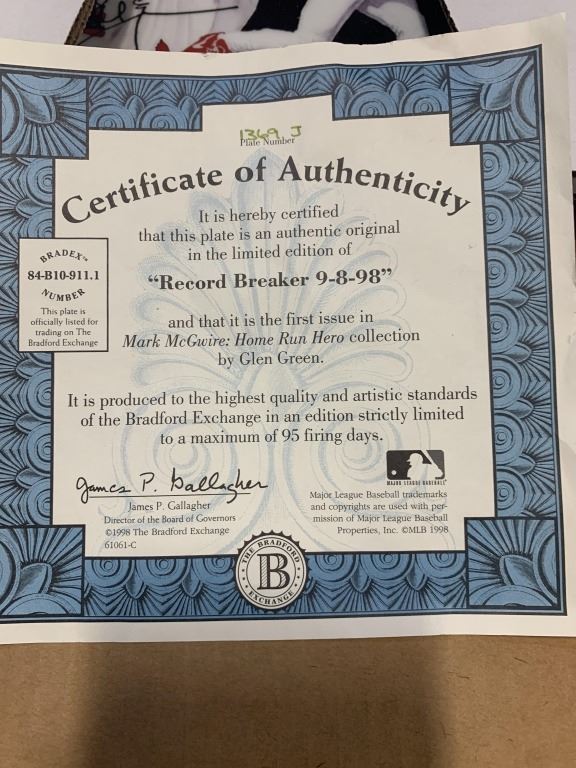 1369 J
Plate Number
Certificate of Authenticity
It is hereby certified
that this plate is an authentic original
in the limited edition of
“Record Breaker 9-8-98”
and that it is the first issue in
Mark McGwire: Home Run Hero collection
by Glen Green.
BRADEX™
84-B10-911.1
NUMBER
This plate is
officially listed for
trading on The
Bradford Exchange
It is produced to the highest quality and artistic standards
of the Bradford Exchange in an edition strictly limited
to a maximum of 95 firing days.
James P. Gallagher
James P. Gallagher
Director of the Board of Governors
©1998 The Bradford Exchange
61061-C
MAJOR LEAGUE BASEBALL
Major League Baseball trademarks
and copyrights are used with per-
mission of Major League Baseball
Properties, Inc. ©MLB 1998
THE BRADFORD
B
EXCHANGE